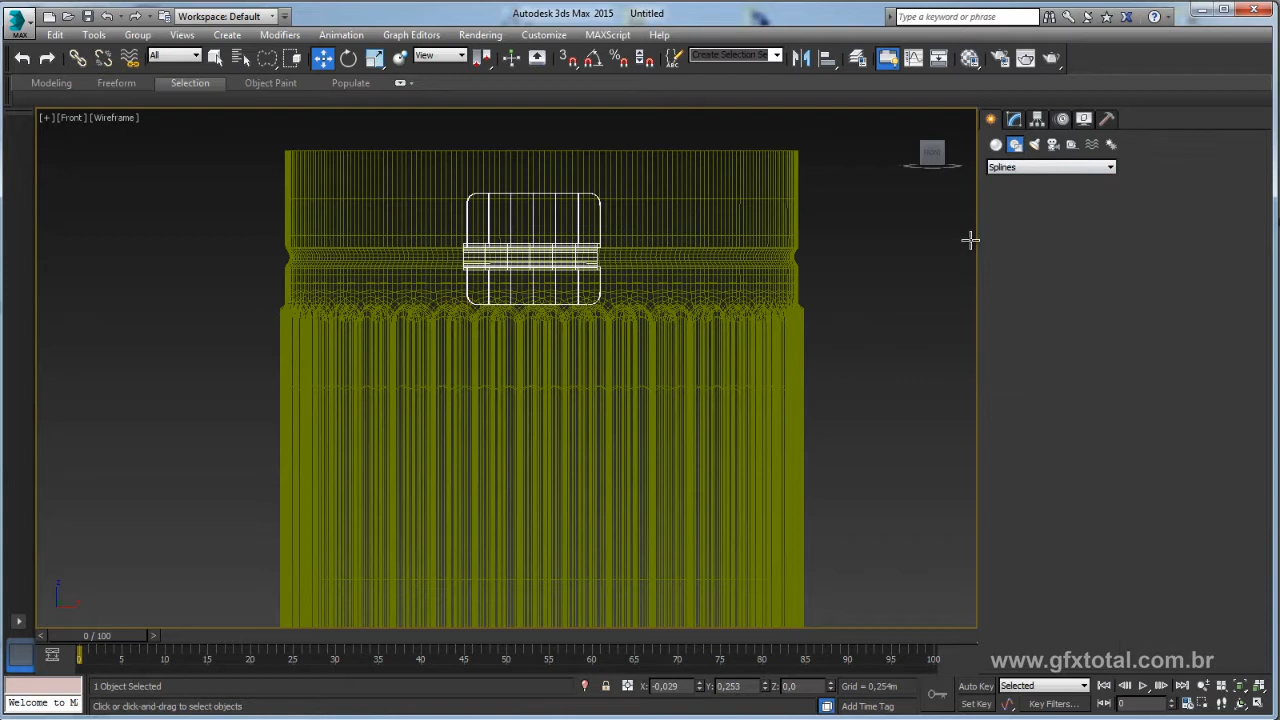 Workspace: Default
Autodesk 3ds Max 2015 Untitled
Type a keyword or phrase
MAX
Edit Tools Group Views Create Modifiers Animation Graph Editors Rendering Customize MAXScript Help
All
View
3
Create Selection Se
Modeling Freeform Selection Object Paint Populate
[+] [Front] [Wireframe]
FRONT
Splines
z
0 / 100
0 5 10 15 20 25 30 35 40 45 50 55 60 65 70 75 80 85 90 95 100
www.gfxtotal.com.br
1 Object Selected
X: -0,029 Y: 0,253 Z: 0,0 Grid = 0,254m
Auto Key Selected
Welcome to M
Click or click-and-drag to select objects
Add Time Tag
Set Key Key Filters... 0